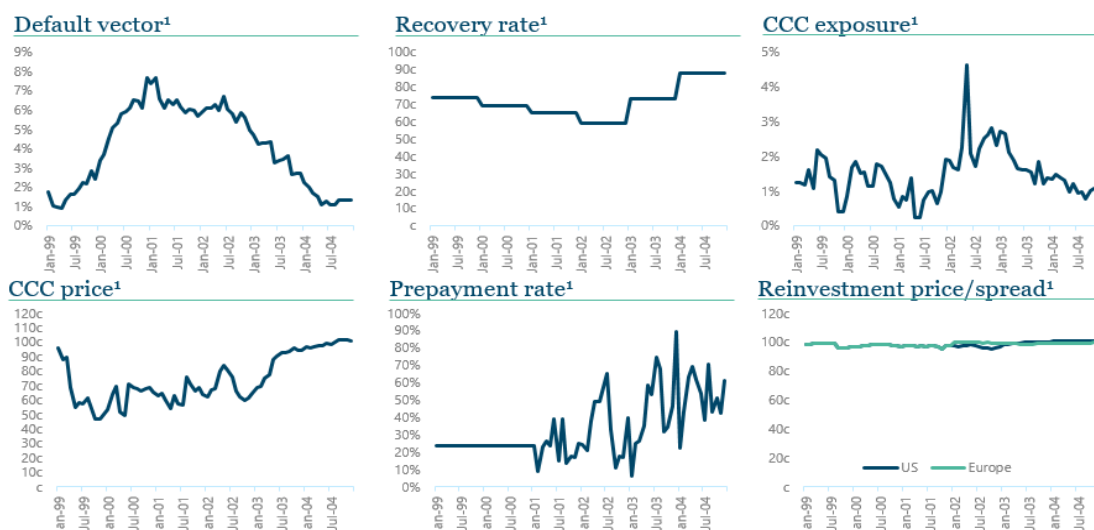 Default vector¹
9%
8%
7%
6%
5%
4%
3%
2%
1%
0%
Jan-99
Jul-99
Jan-00
Jul-00
Jan-01
Jul-01
Jan-02
Jul-02
Jan-03
Jul-03
Jan-04
Jul-04
Recovery rate¹
100c
90c
80c
70c
60c
50c
40c
30c
20c
10c
c
Jan-99
Jul-99
Jan-00
Jul-00
Jan-01
Jul-01
Jan-02
Jul-02
Jan-03
Jul-03
Jan-04
Jul-04
CCC exposure¹
5%
4%
3%
2%
1%
0%
Jan-99
Jul-99
Jan-00
Jul-00
Jan-01
Jul-01
Jan-02
Jul-02
Jan-03
Jul-03
Jan-04
Jul-04
CCC price¹
120c
110c
100c
90c
80c
70c
60c
50c
40c
30c
20c
10c
c
Jan-99
Jul-99
Jan-00
Jul-00
Jan-01
Jul-01
Jan-02
Jul-02
Jan-03
Jul-03
Jan-04
Jul-04
Prepayment rate¹
100%
90%
80%
70%
60%
50%
40%
30%
20%
10%
0%
Jan-99
Jul-99
Jan-00
Jul-00
Jan-01
Jul-01
Jan-02
Jul-02
Jan-03
Jul-03
Jan-04
Jul-04
Reinvestment price/spread¹
120c
100c
80c
60c
40c
20c
c
US
Europe
Jan-99
Jul-99
Jan-00
Jul-00
Jan-01
Jul-01
Jan-02
Jul-02
Jan-03
Jul-03
Jan-04
Jul-04